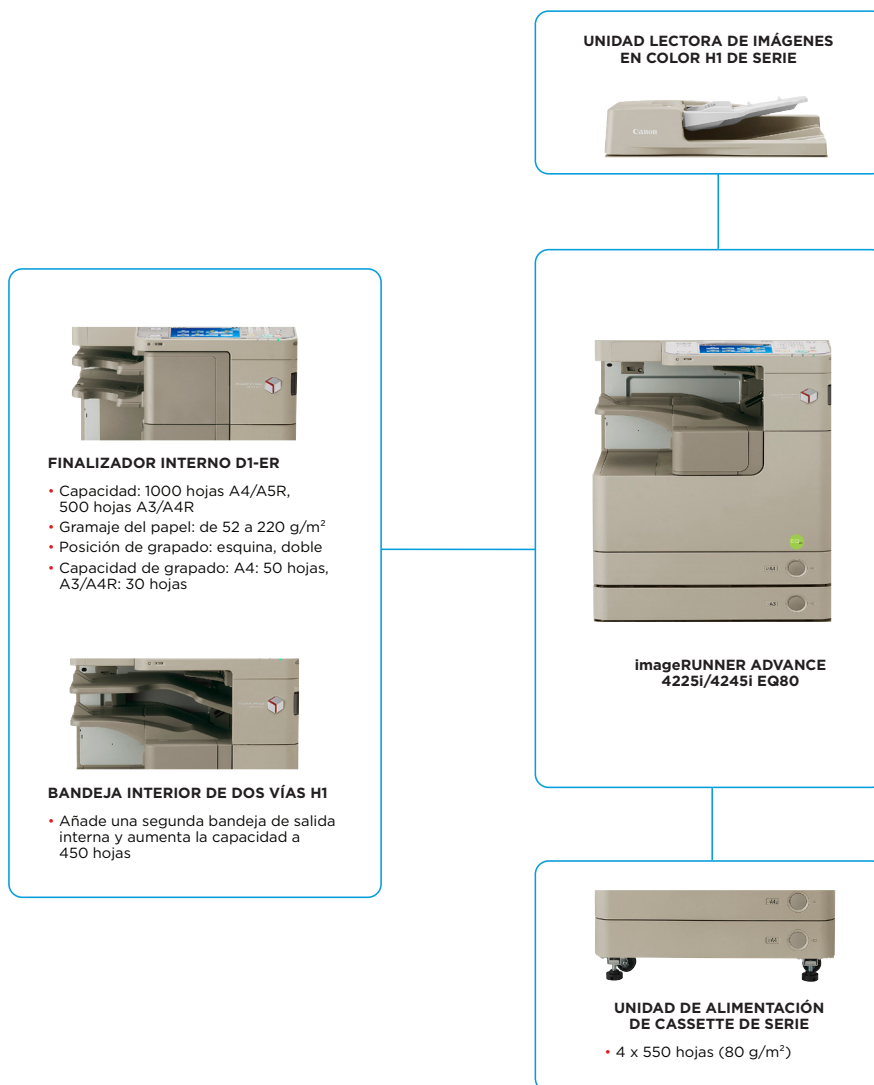 UNIDAD LECTORA DE IMÁGENES
EN COLOR H1 DE SERIE
Canon
FINALIZADOR INTERNO D1-ER
• Capacidad: 1000 hojas A4/A5R,
500 hojas A3/A4R
• Gramaje del papel: de 52 a 220 g/m²
• Posición de grapado: esquina, doble
• Capacidad de grapado: A4: 50 hojas,
A3/A4R: 30 hojas
BANDEJA INTERIOR DE DOS VÍAS H1
• Añade una segunda bandeja de salida
interna y aumenta la capacidad a
450 hojas
imageRUNNER ADVANCE
4225i/4245i EQ80
UNIDAD DE ALIMENTACIÓN
DE CASSETTE DE SERIE
• 4 x 550 hojas (80 g/m²)